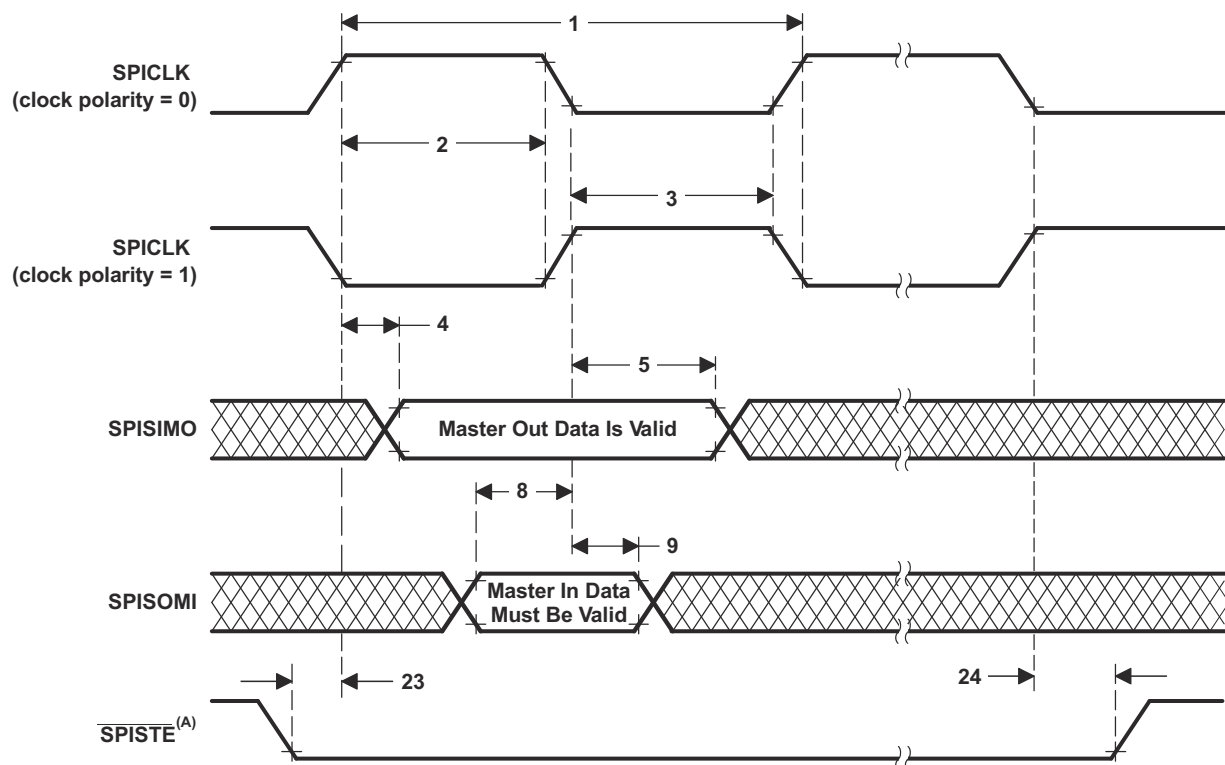 1
SPICLK
(clock polarity = 0)
2
3
SPICLK
(clock polarity = 1)
4
5
SPISIMO
Master Out Data Is Valid
8
9
SPISOMI
Master In Data
Must Be Valid
23
24
SPISTE(A)